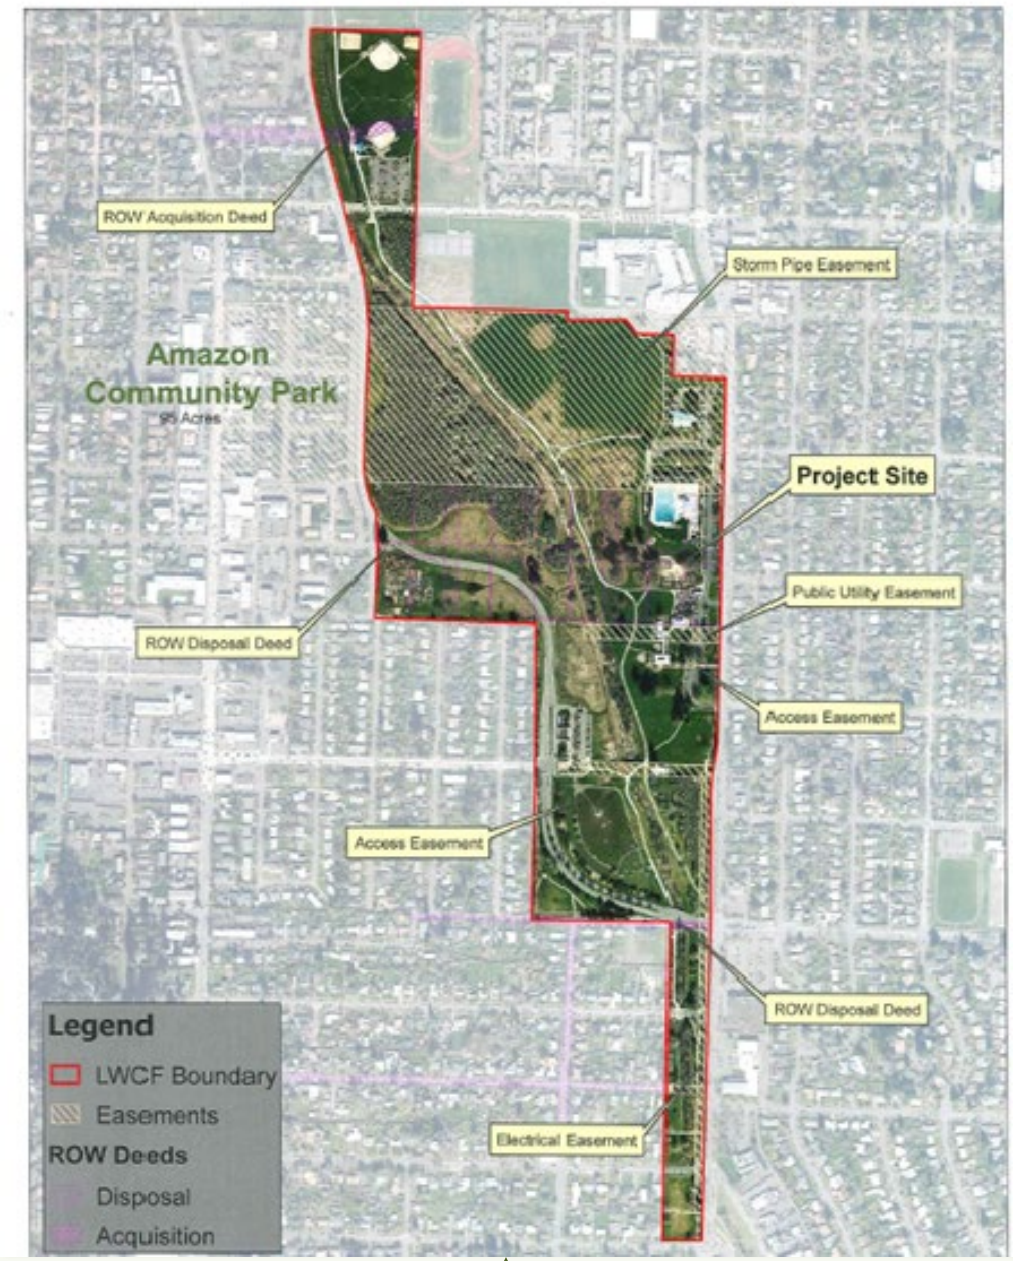 ROW Acquisition Deed
Storm Pipe Easement
Amazon
Community Park
95 Acres
Project Site
Public Utility Easement
ROW Disposal Deed
Access Easement
Access Easement
ROW Disposal Deed
Electrical Easement
Legend
LWCF Boundary
Easements
ROW Deeds
Disposal
Acquisition